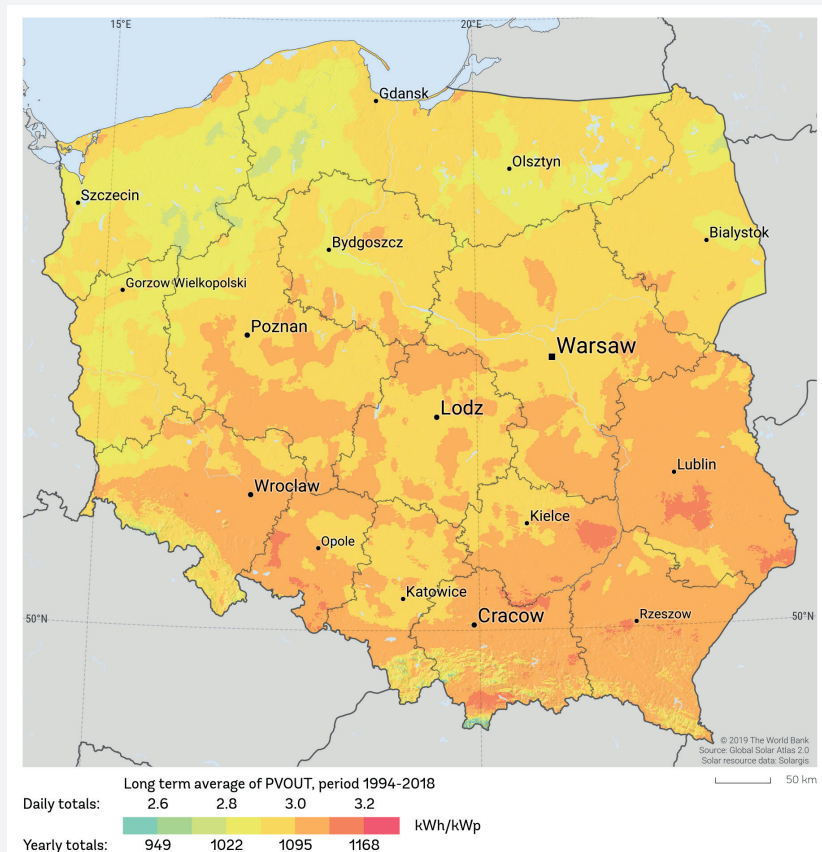 15°E
20°E
Gdansk
Olsztyn
Szczecin
Bialystok
Bydgoszcz
Gorzow Wielkopolski
Poznan
Warsaw
Lodz
Lublin
Wroclaw
Kielce
Opole
Katowice
Cracow
Rzeszow
50°N
50°N
© 2019 The World Bank
Source: Global Solar Atlas 2.0
Solar resource data: Solargis
50 km
Long term average of PVOUT, period 1994-2018
Daily totals: 2.6 2.8 3.0 3.2
kWh/kWp
Yearly totals: 949 1022 1095 1168